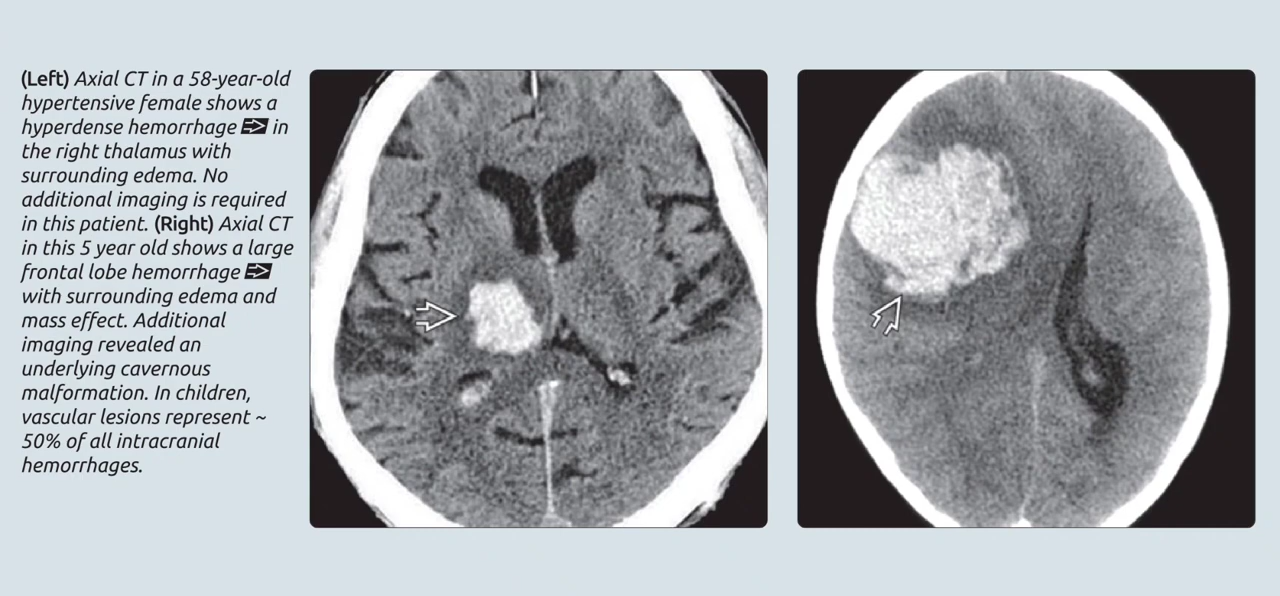 (Left) Axial CT in a 58-year-old
hypertensive female shows a
hyperdense hemorrhage in
the right thalamus with
surrounding edema. No
additional imaging is required
in this patient. (Right) Axial CT
in this 5 year old shows a large
frontal lobe hemorrhage
with surrounding edema and
mass effect. Additional
imaging revealed an
underlying cavernous
malformation. In children,
vascular lesions represent ~
50% of all intracranial
hemorrhages.